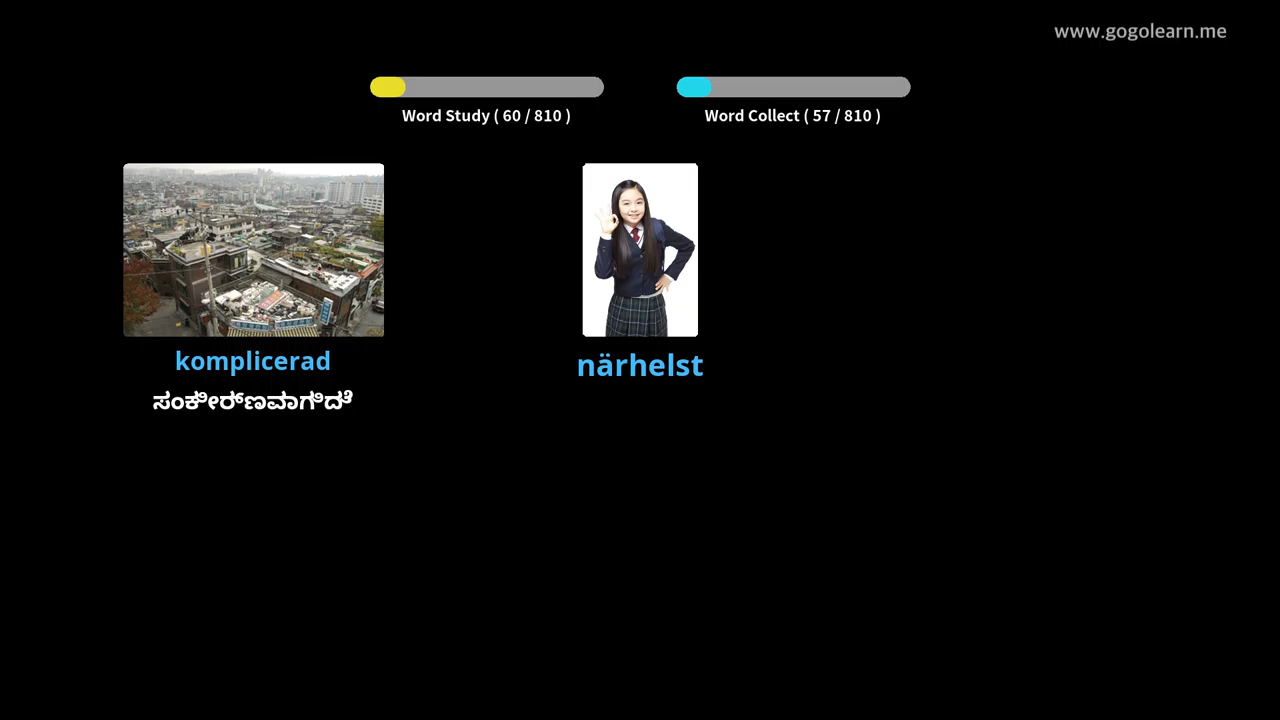 www.gogolearn.me
Word Study ( 60 / 810 )
Word Collect ( 57 / 810 )
komplicerad
ಸಂಕೀರ್ಣವಾಗಿದೆ
närhelst